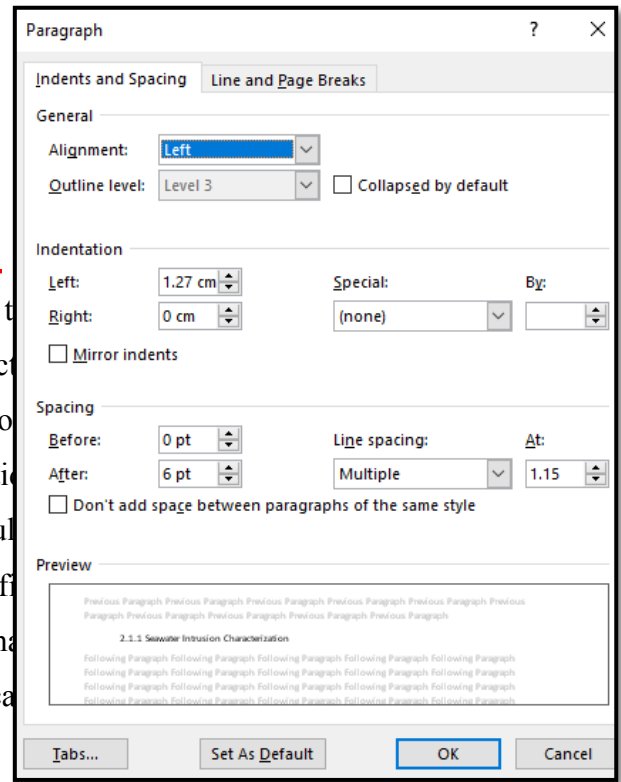 Paragraph ? ×
Indents and Spacing Line and Page Breaks
General
Alignment: Left
Outline level: Level 3 Collapsed by default
Indentation
Left: 1.27 cm Special: By:
Right: 0 cm (none)
Mirror indents
Spacing
Before: 0 pt Line spacing: At:
After: 6 pt Multiple 1.15
Don't add space between paragraphs of the same style
Preview
Previous Paragraph Previous Paragraph Previous Paragraph Previous Paragraph Previous Paragraph Previous
Paragraph Previous Paragraph Previous Paragraph Previous Paragraph Previous Paragraph
2.1.1 Seawater Intrusion Characterization
Following Paragraph Following Paragraph Following Paragraph Following Paragraph Following Paragraph
Following Paragraph Following Paragraph Following Paragraph Following Paragraph Following Paragraph
Following Paragraph Following Paragraph Following Paragraph Following Paragraph Following Paragraph
Following Paragraph Following Paragraph Following Paragraph Following Paragraph Following Paragraph
Tabs... Set As Default OK Cancel